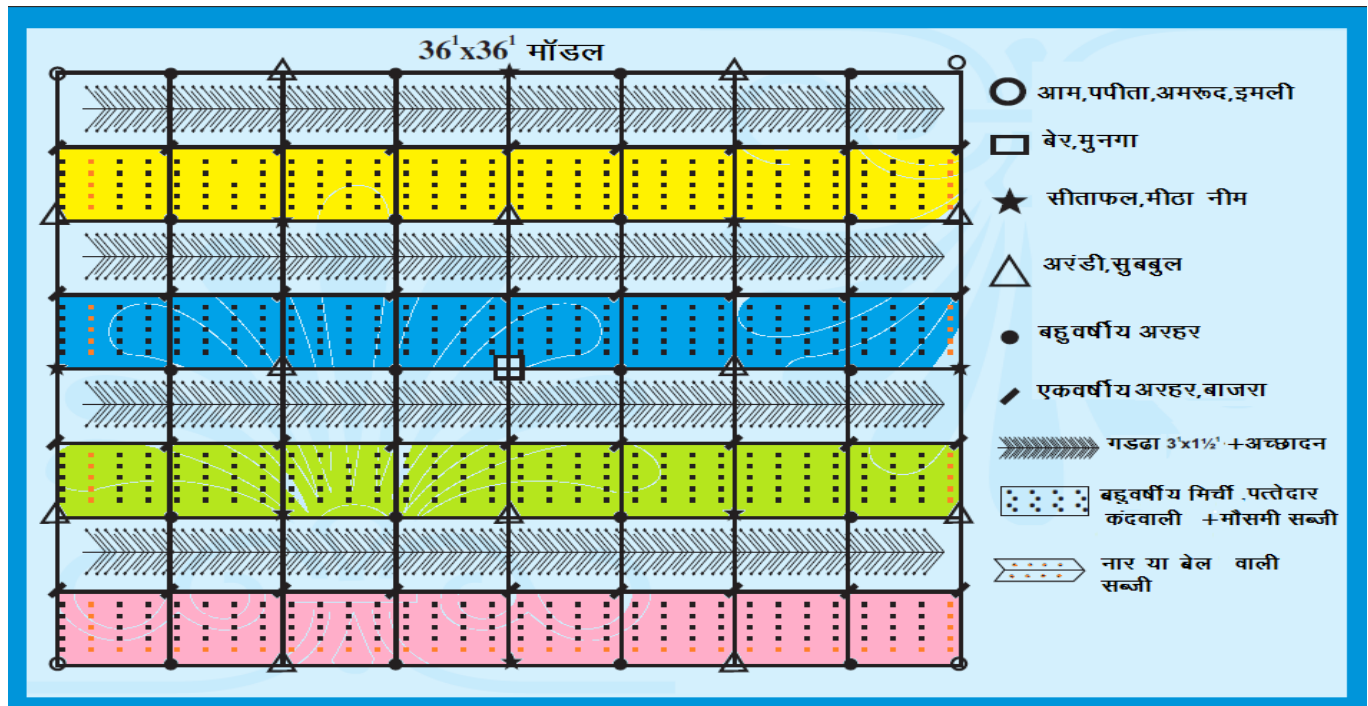 36¹x36¹ मॉडल
आम,पपीता,अमरूद,इमली
बेर,मुनगा
सीताफल,मीठा नीम
अरंडी,सुबबुल
बहुवर्षीय अरहर
एकवर्षीय अरहर,बाजरा
गडढा 3¹x1½¹ +अच्छादन
बहुवर्षीय मिर्ची ,पत्तेदार
कंदवाली +मौसमी सब्जी
नार या बेल वाली
सब्जी